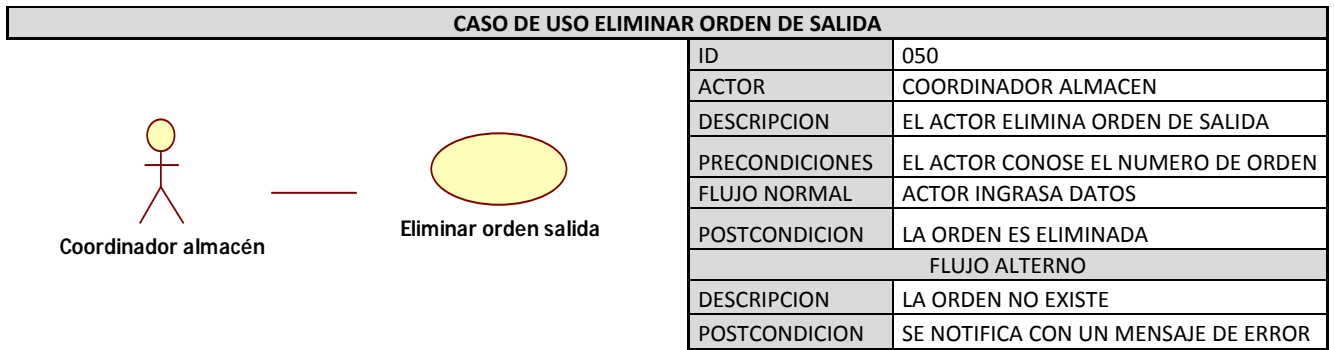 CASO DE USO ELIMINAR ORDEN DE SALIDA
ID 050
ACTOR COORDINADOR ALMACEN
DESCRIPCION EL ACTOR ELIMINA ORDEN DE SALIDA
PRECONDICIONES EL ACTOR CONOSE EL NUMERO DE ORDEN
FLUJO NORMAL ACTOR INGRASA DATOS
POSTCONDICION LA ORDEN ES ELIMINADA
FLUJO ALTERNO
DESCRIPCION LA ORDEN NO EXISTE
POSTCONDICION SE NOTIFICA CON UN MENSAJE DE ERROR
Coordinador almacén
Eliminar orden salida